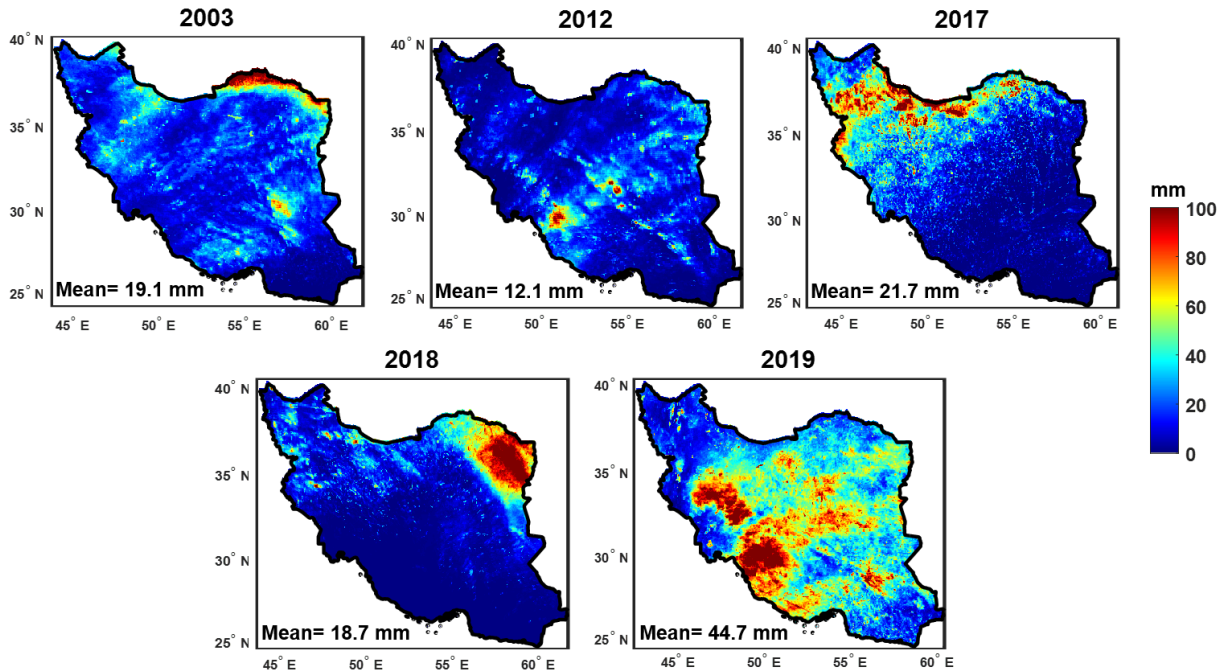 2003
40° N
35° N
30° N
25° N
Mean= 19.1 mm
45° E 50° E 55° E 60° E
2012
40° N
35° N
30° N
25° N
Mean= 12.1 mm
45° E 50° E 55° E 60° E
2017
40° N
35° N
30° N
25° N
Mean= 21.7 mm
45° E 50° E 55° E 60° E
mm
100
80
60
40
20
0
2018
40° N
35° N
30° N
25° N
Mean= 18.7 mm
45° E 50° E 55° E 60° E
2019
40° N
35° N
30° N
25° N
Mean= 44.7 mm
45° E 50° E 55° E 60° E